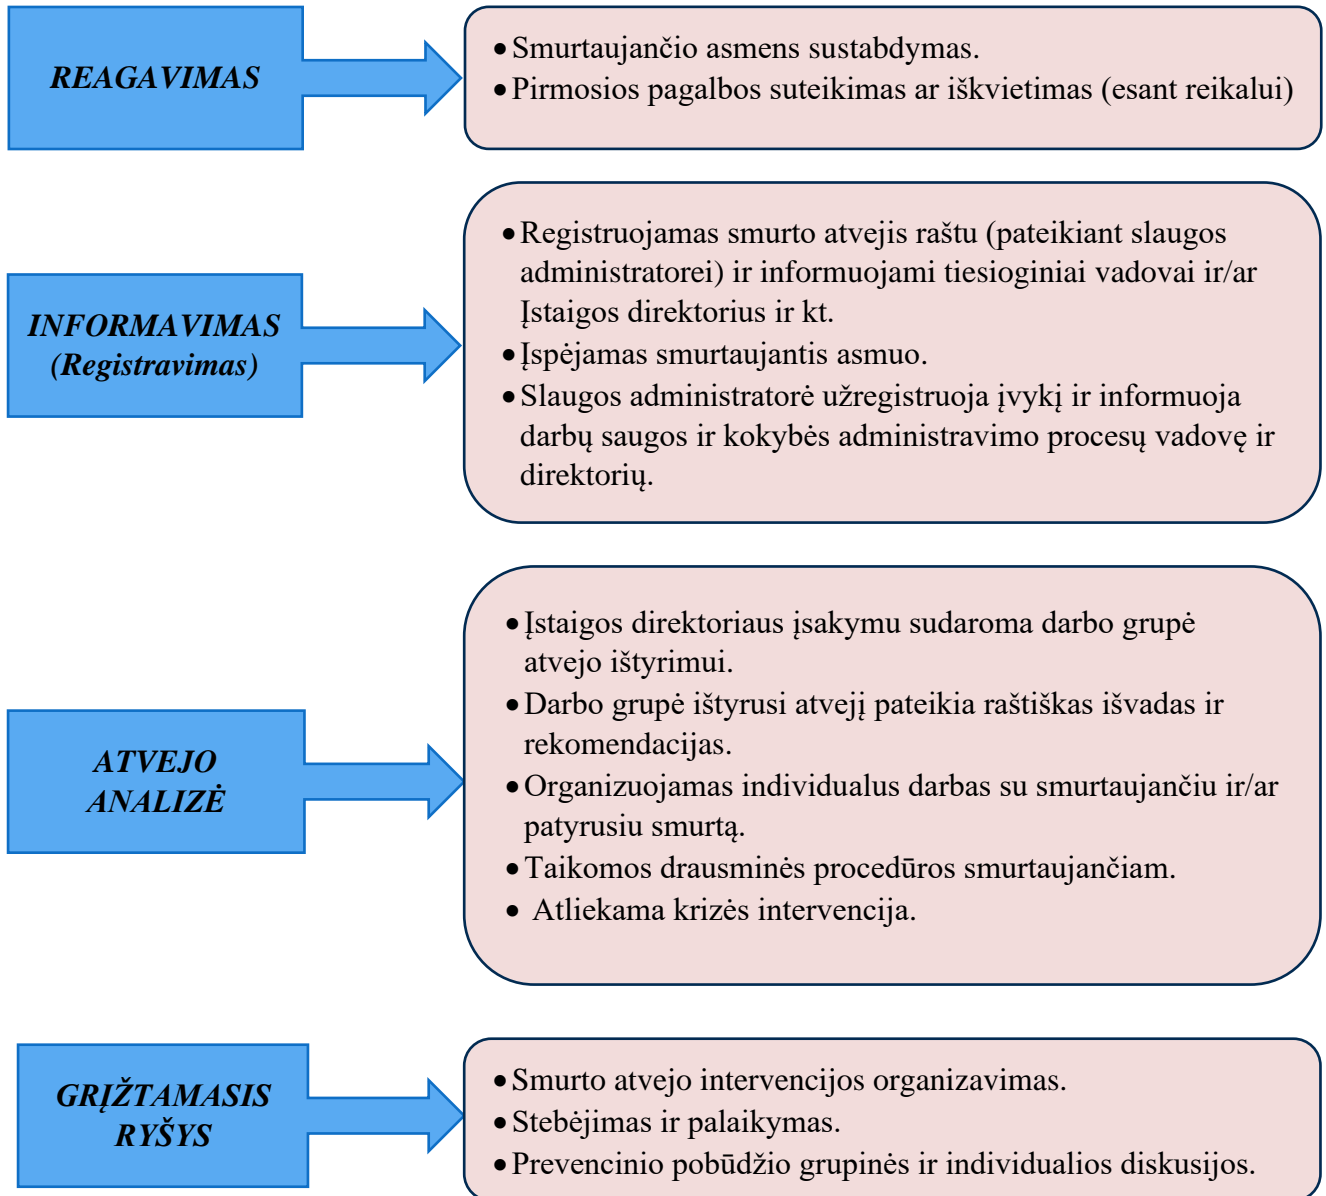 REAGAVIMAS
• Smurtaujančio asmens sustabdymas.
• Pirmosios pagalbos suteikimas ar iškvietimas (esant reikalui)
INFORMAVIMAS
(Registravimas)
• Registruojamas smurto atvejis raštu (pateikiant slaugos
administratorei) ir informuojami tiesioginiai vadovai ir/ar
Įstaigos direktorius ir kt.
• Įspėjamas smurtaujantis asmuo.
• Slaugos administratorė užregistruoja įvykį ir informuoja
darbų saugos ir kokybės administravimo procesų vadovę ir
direktorių.
ATVEJO
ANALIZĖ
• Įstaigos direktoriaus įsakymu sudaroma darbo grupė
atvejo ištyrimui.
• Darbo grupė ištyrusi atvejį pateikia raštiškas išvadas ir
rekomendacijas.
• Organizuojamas individualus darbas su smurtaujančiu ir/ar
patyrusiu smurtą.
• Taikomos drausminės procedūros smurtaujančiam.
• Atliekama krizės intervencija.
GRĮŽTAMASIS
RYŠYS
• Smurto atvejo intervencijos organizavimas.
• Stebėjimas ir palaikymas.
• Prevencinio pobūdžio grupinės ir individualios diskusijos.